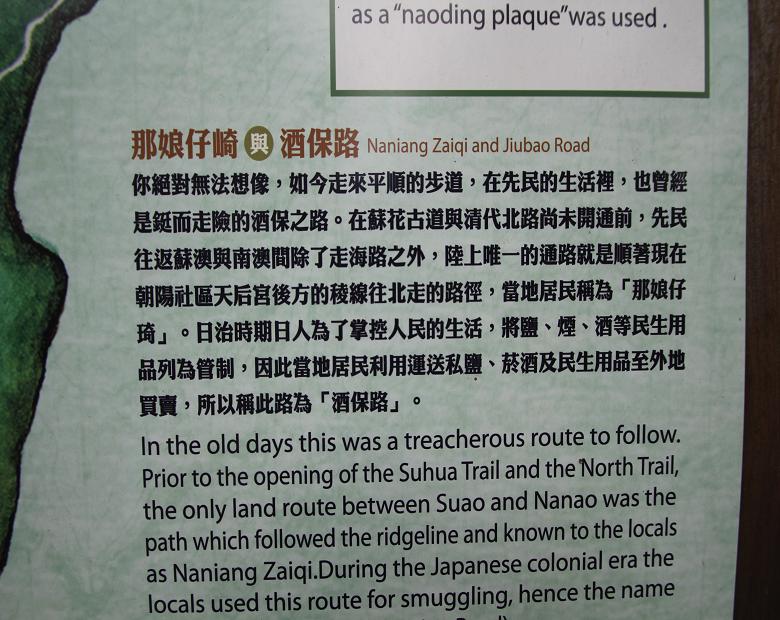 as a “naoding plaque”was used .
那娘仔崎與酒保路 Naniang Zaiqi and Jiubao Road
你絕對無法想像，如今走來平順的步道，在先民的生活裡，也曾經
是鋌而走險的酒保之路。在蘇花古道與清代北路尚未開通前，先民
往返蘇澳與南澳間除了走海路之外，陸上唯一的通路就是順著現在
朝陽社區天后宮後方的稜線往北走的路徑，當地居民稱為「那娘仔
琦」。日治時期日人為了掌控人民的生活，將鹽、煙、酒等民生用
品列為管制，因此當地居民利用運送私鹽、菸酒及民生用品至外地
買賣，所以稱此路為「酒保路」。
In the old days this was a treacherous route to follow.
Prior to the opening of the Suhua Trail and the North Trail,
the only land route between Suao and Nanao was the
path which followed the ridgeline and known to the locals
as Naniang Zaiqi.During the Japanese colonial era the
locals used this route for smuggling, hence the name